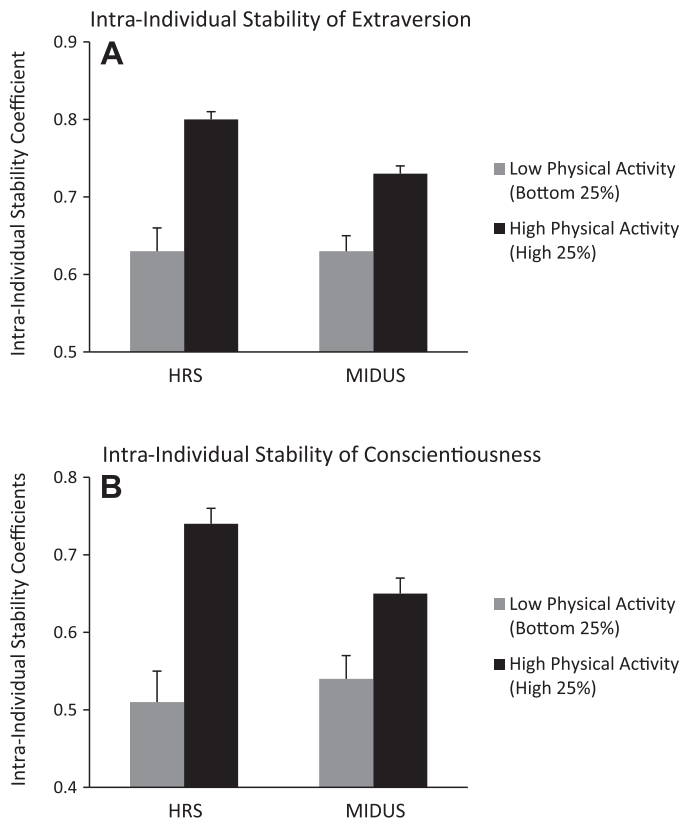 Intra-Individual Stability of Extraversion
A
Intra-Individual Stability Coefficient
0.9
0.8
0.7
0.6
0.5
HRS
MIDUS
Low Physical Activity
(Bottom 25%)
High Physical Activity
(High 25%)
Intra-Individual Stability of Conscientiousness
B
Intra-Individual Stability Coefficients
0.8
0.7
0.6
0.5
0.4
HRS
MIDUS
Low Physical Activity
(Bottom 25%)
High Physical Activity
(High 25%)